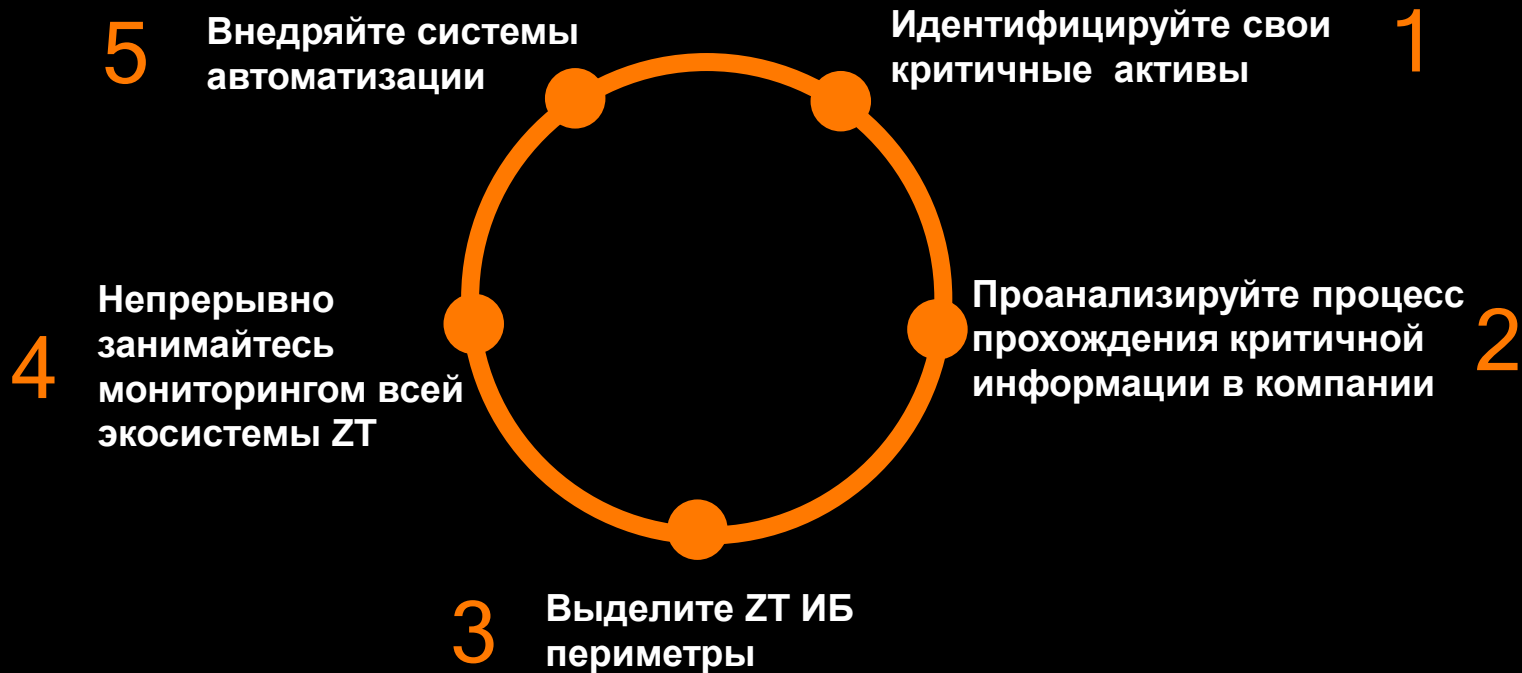 1
Идентифицируйте свои
критичные активы
2
Проанализируйте процесс
прохождения критичной
информации в компании
3
Выделите ZT ИБ
периметры
4
Непрерывно
занимайтесь
мониторингом всей
экосистемы ZT
5
Внедряйте системы
автоматизации